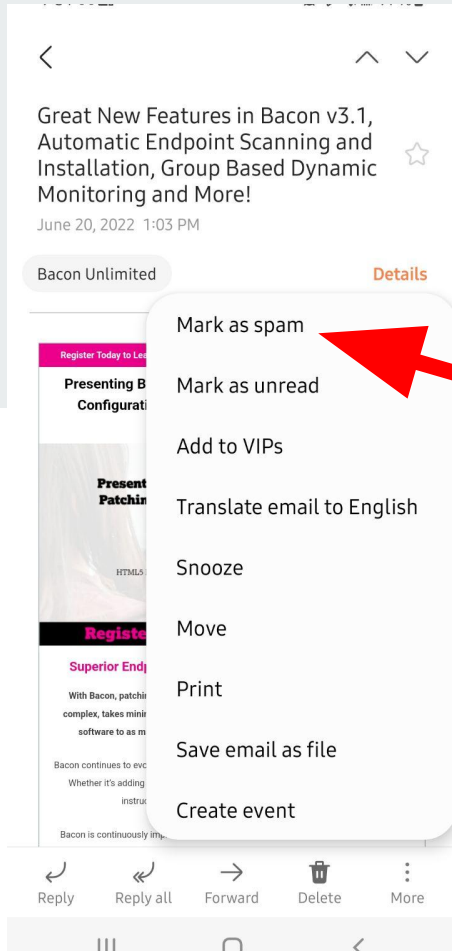 Great New Features in Bacon v3.1,
Automatic Endpoint Scanning and
Installation, Group Based Dynamic
Monitoring and More!
June 20, 2022 1:03 PM
Bacon Unlimited
Details
Mark as spam
Mark as unread
Add to VIPs
Translate email to English
Snooze
Move
Print
Save email as file
Create event
Register Today to Lea
Presenting B
Configurati
Present
Patchin
HTML5
Registe
Superior Endp
With Bacon, patchi
complex, takes minir
software to as m
Bacon continues to evo
Whether it's adding
instruc
Bacon is continuously imp
Reply
Reply all
Forward
Delete
More